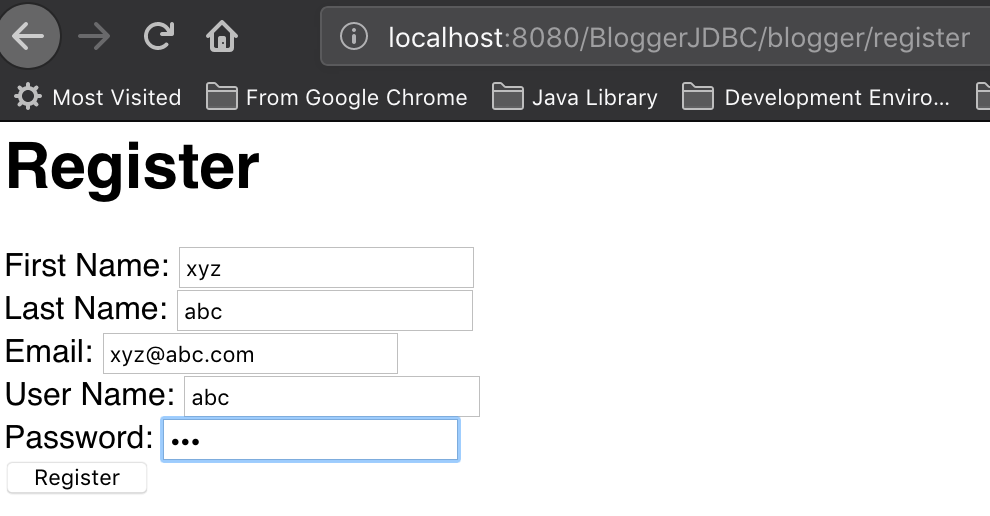 localhost:8080/BloggerJDBC/blogger/register
Most Visited From Google Chrome Java Library Development Enviro...
Register
First Name: xyz
Last Name: abc
Email: xyz@abc.com
User Name: abc
Password: •••
Register